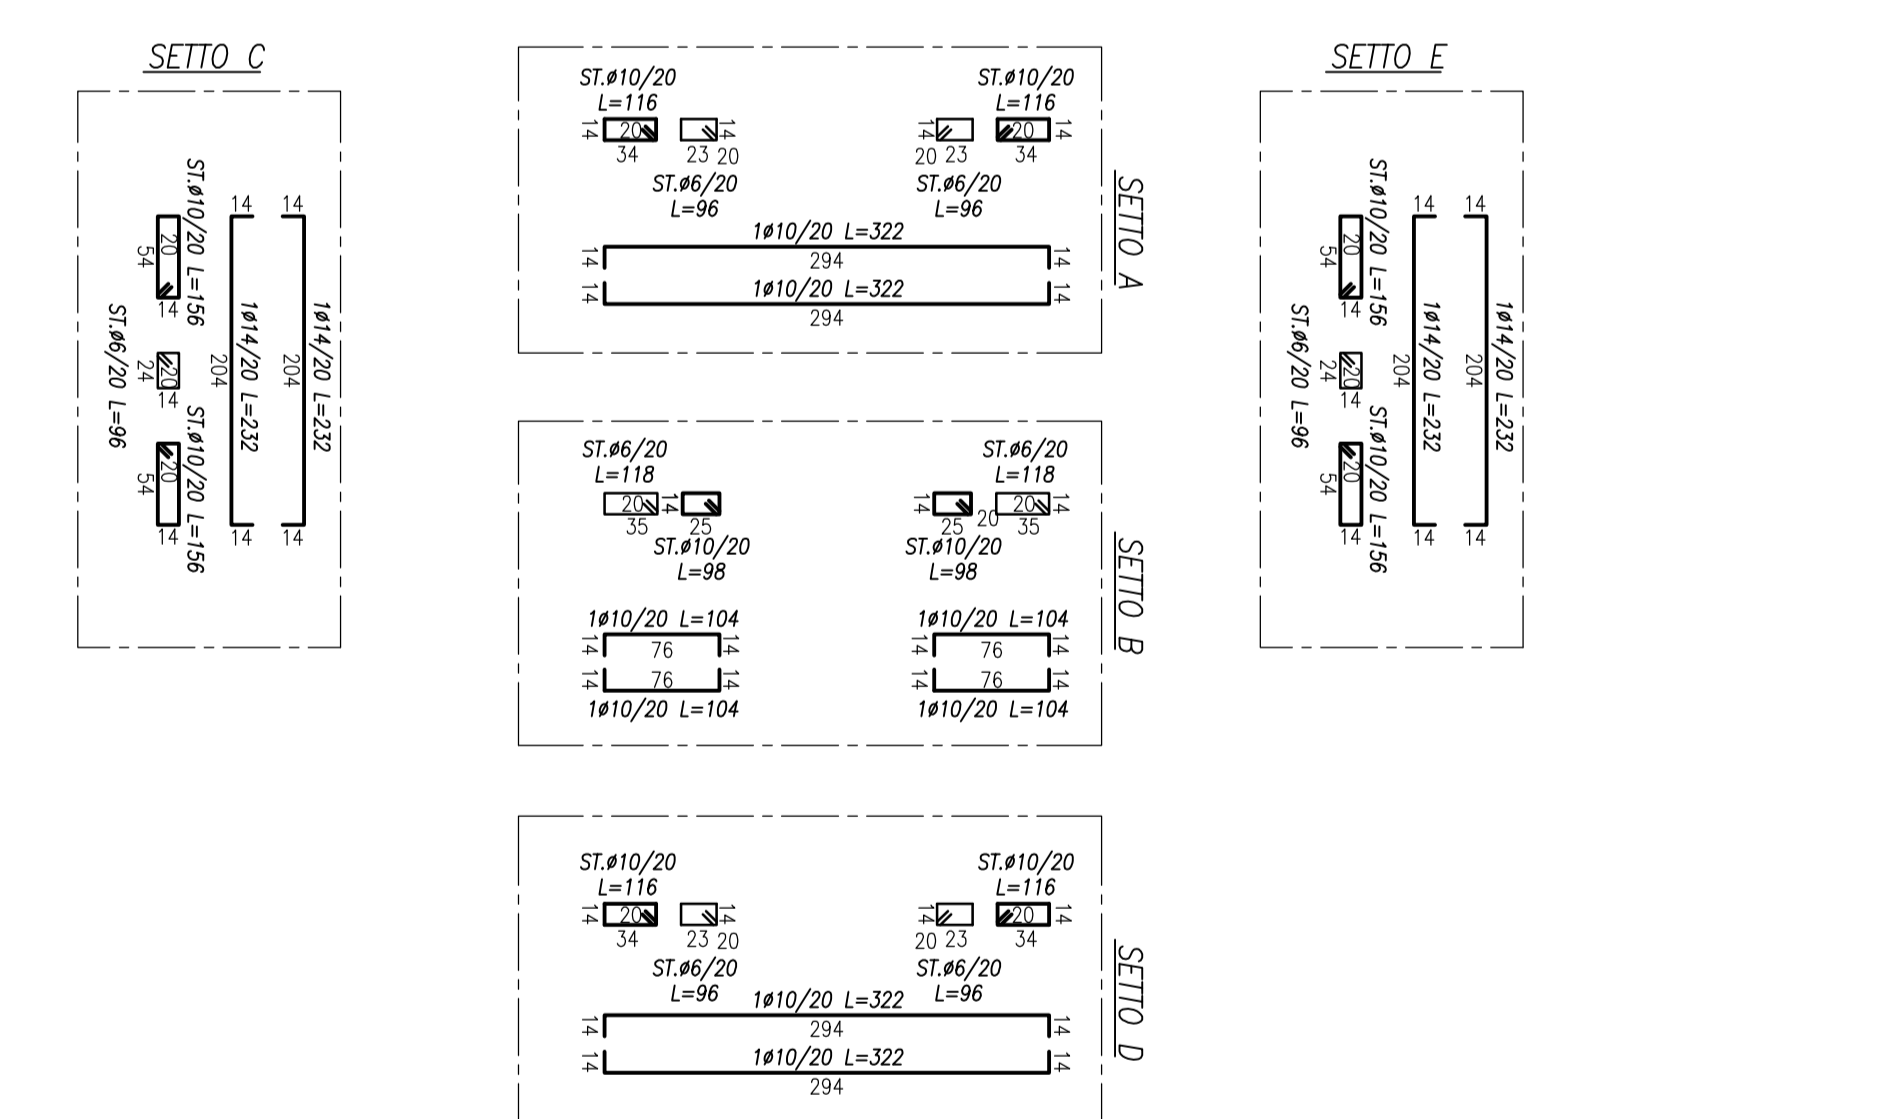 SETTO C
ST.ø10/20 L=156
20
54
14
ST.ø6/20 L=96
20
24
14
ST.ø10/20 L=156
20
54
14
14
1ø14/20 L=232
204
14
14
1ø14/20 L=232
204
14
SETTO A
ST.ø10/20
L=116
14
20
34
14
23 20
ST.ø6/20
L=96
ST.ø10/20
L=116
14
20 23
20
14
34
ST.ø6/20
L=96
1ø10/20 L=322
14
294
14
1ø10/20 L=322
14
294
14
SETTO E
ST.ø10/20 L=156
20
54
14
ST.ø6/20 L=96
20
24
14
ST.ø10/20 L=156
20
54
14
14
1ø14/20 L=232
204
14
14
1ø14/20 L=232
204
14
SETTO B
ST.ø6/20
L=118
20
35
14
25
ST.ø10/20
L=98
ST.ø6/20
L=118
14
25
20
20
35
14
ST.ø10/20
L=98
1ø10/20 L=104
14
76
14
14
76
14
1ø10/20 L=104
1ø10/20 L=104
14
76
14
14
76
14
1ø10/20 L=104
SETTO D
ST.ø10/20
L=116
14
20
34
14
23 20
ST.ø6/20
L=96
ST.ø10/20
L=116
14
20 23
20
14
34
ST.ø6/20
L=96
1ø10/20 L=322
14
294
14
1ø10/20 L=322
14
294
14